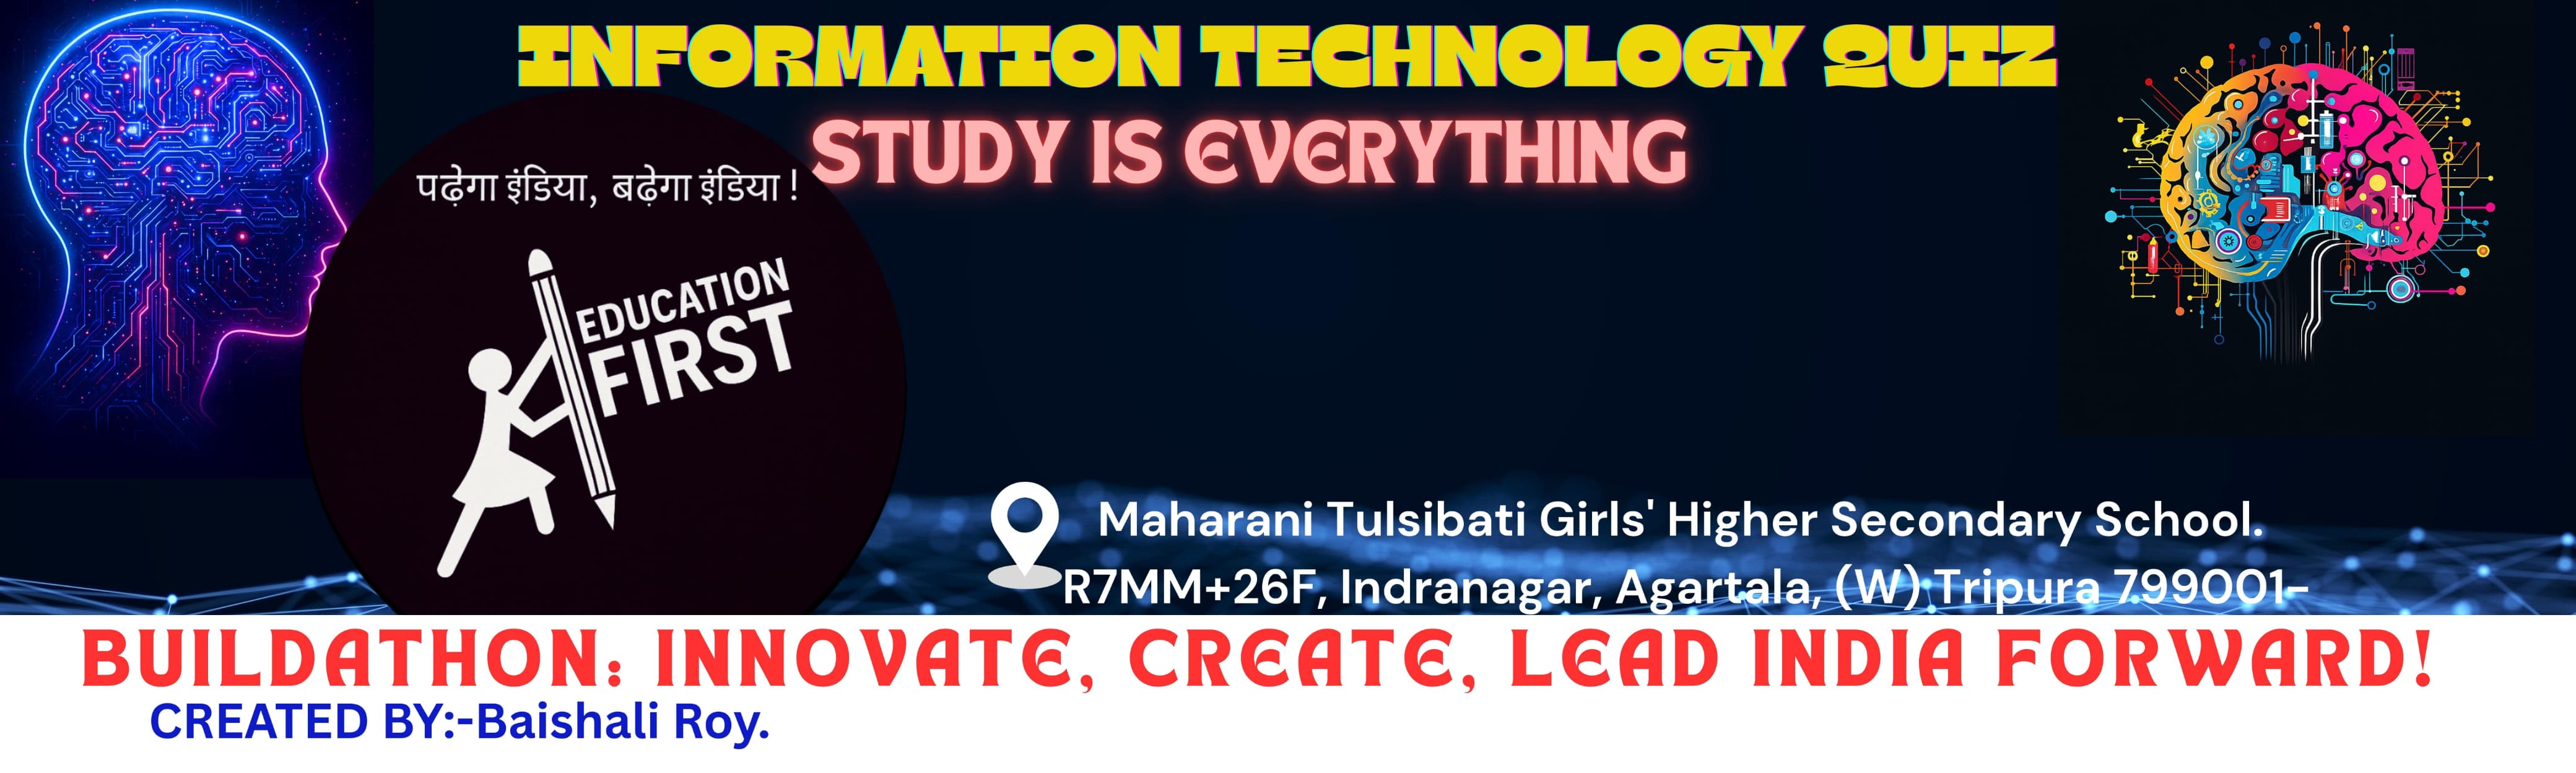 INFORMATION TECHNOLOGY QUIZ
STUDY IS EVERYTHING
पढ़ेगा इंडिया, बढ़ेगा इंडिया !
EDUCATION
FIRST
Maharani Tulsibati Girls' Higher Secondary School.
R7MM+26F, Indranagar, Agartala, (W) Tripura 799001-
BUILDATHON: INNOVATE, CREATE, LEAD INDIA FORWARD!
CREATED BY:-Baishali Roy.